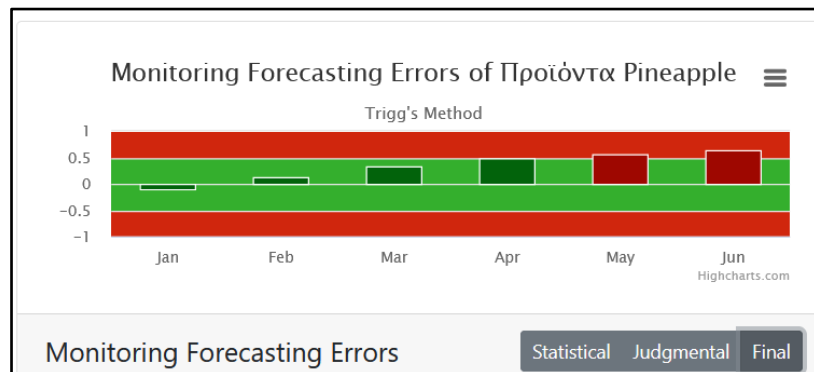 Monitoring Forecasting Errors of Προϊόντα Pineapple
Trigg's Method
1
0.5
0
−0.5
−1
Jan Feb Mar Apr May Jun
Highcharts.com
Monitoring Forecasting Errors
Statistical Judgmental Final